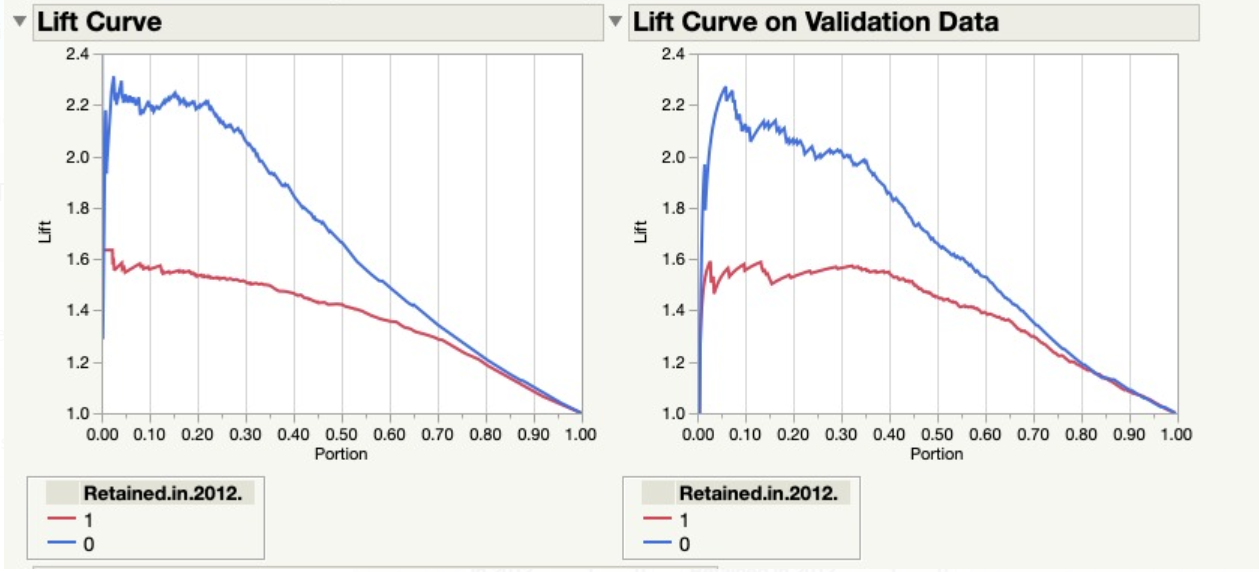 Lift Curve
2.4
2.2
2.0
1.8
1.6
1.4
1.2
1.0
Lift
0.00 0.10 0.20 0.30 0.40 0.50 0.60 0.70 0.80 0.90 1.00
Portion
Retained.in.2012.
1
0
Lift Curve on Validation Data
2.4
2.2
2.0
1.8
1.6
1.4
1.2
1.0
Lift
0.00 0.10 0.20 0.30 0.40 0.50 0.60 0.70 0.80 0.90 1.00
Portion
Retained.in.2012.
1
0